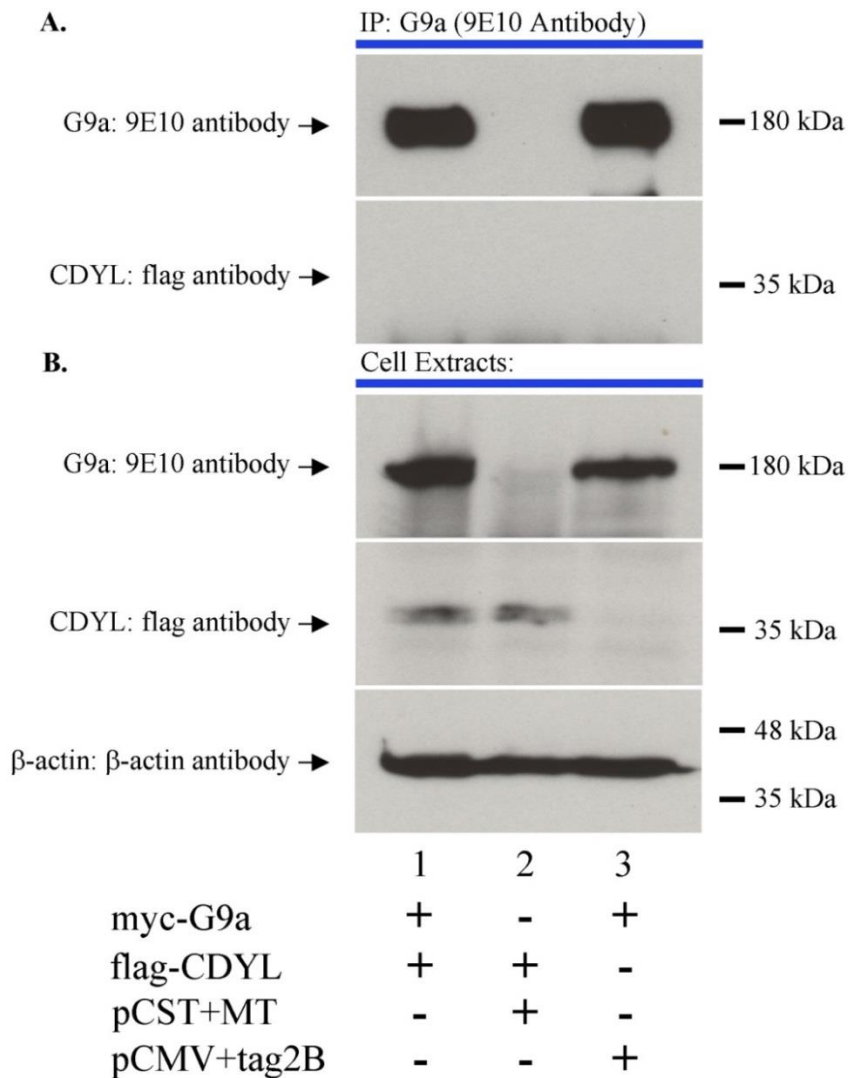 A.
IP: G9a (9E10 Antibody)
G9a: 9E10 antibody
180 kDa
CDYL: flag antibody
35 kDa
B.
Cell Extracts:
G9a: 9E10 antibody
180 kDa
CDYL: flag antibody
35 kDa
48 kDa
β-actin: β-actin antibody
35 kDa
1 2 3
myc-G9a + - +
flag-CDYL + + -
pCST+MT - + -
pCMV+tag2B - - +